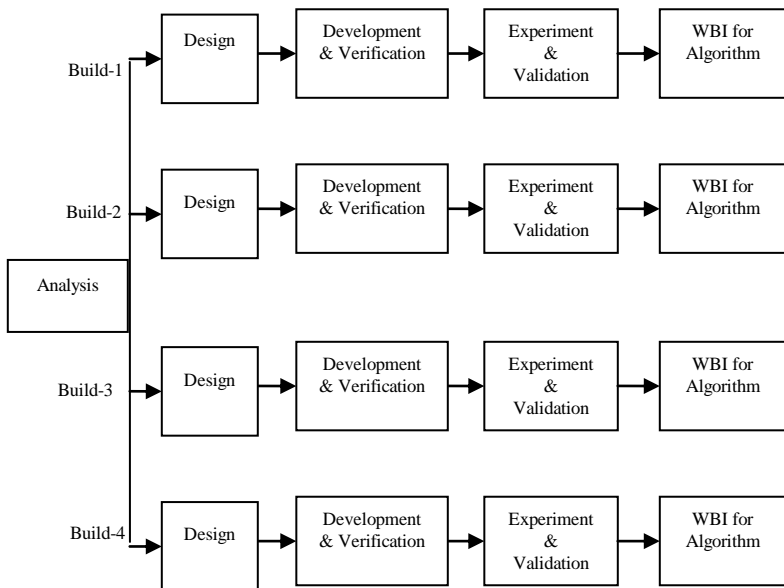 Build-1
Design
Development
& Verification
Experiment
&
Validation
WBI for
Algorithm
Build-2
Design
Development
& Verification
Experiment
&
Validation
WBI for
Algorithm
Analysis
Build-3
Design
Development
& Verification
Experiment
&
Validation
WBI for
Algorithm
Build-4
Design
Development
& Verification
Experiment
&
Validation
WBI for
Algorithm